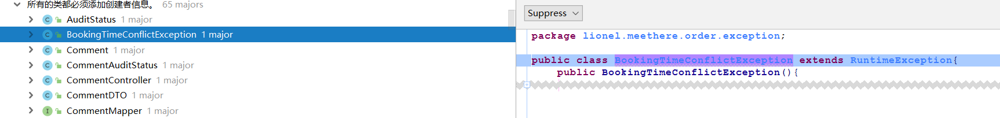 所有的类都必须添加创建者信息。 65 majors
AuditStatus 1 major
BookingTimeConflictException 1 major
Comment 1 major
CommentAuditStatus 1 major
CommentController 1 major
CommentDTO 1 major
CommentMapper 1 major
Suppress
package lionel.meethere.order.exception;
public class BookingTimeConflictException extends RuntimeException{
public BookingTimeConflictException(){